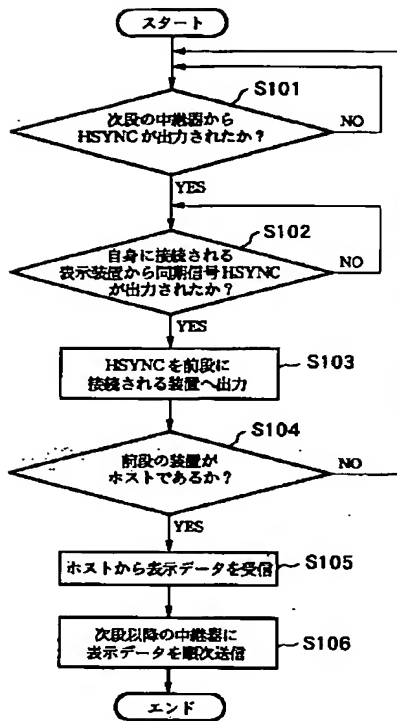 スタート
S101
次段の中継器から
HSYNCが出力されたか?
NO
YES
S102
自身に接続される
表示装置から同期信号HSYNC
が出力されたか?
NO
YES
HSYNCを前段に
接続される装置へ出力
S103
S104
前段の装置が
ホストであるか?
NO
YES
ホストから表示データを受信
S105
次段以降の中継器に
表示データを順次送信
S106
エンド